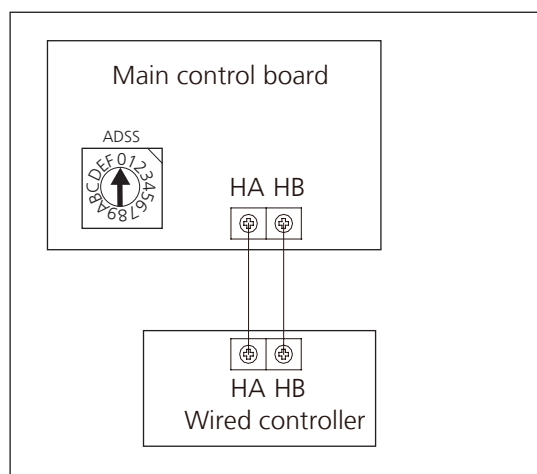 Main control board
ADSS
0123456789ABCDEF
HA HB
HA HB
Wired controller